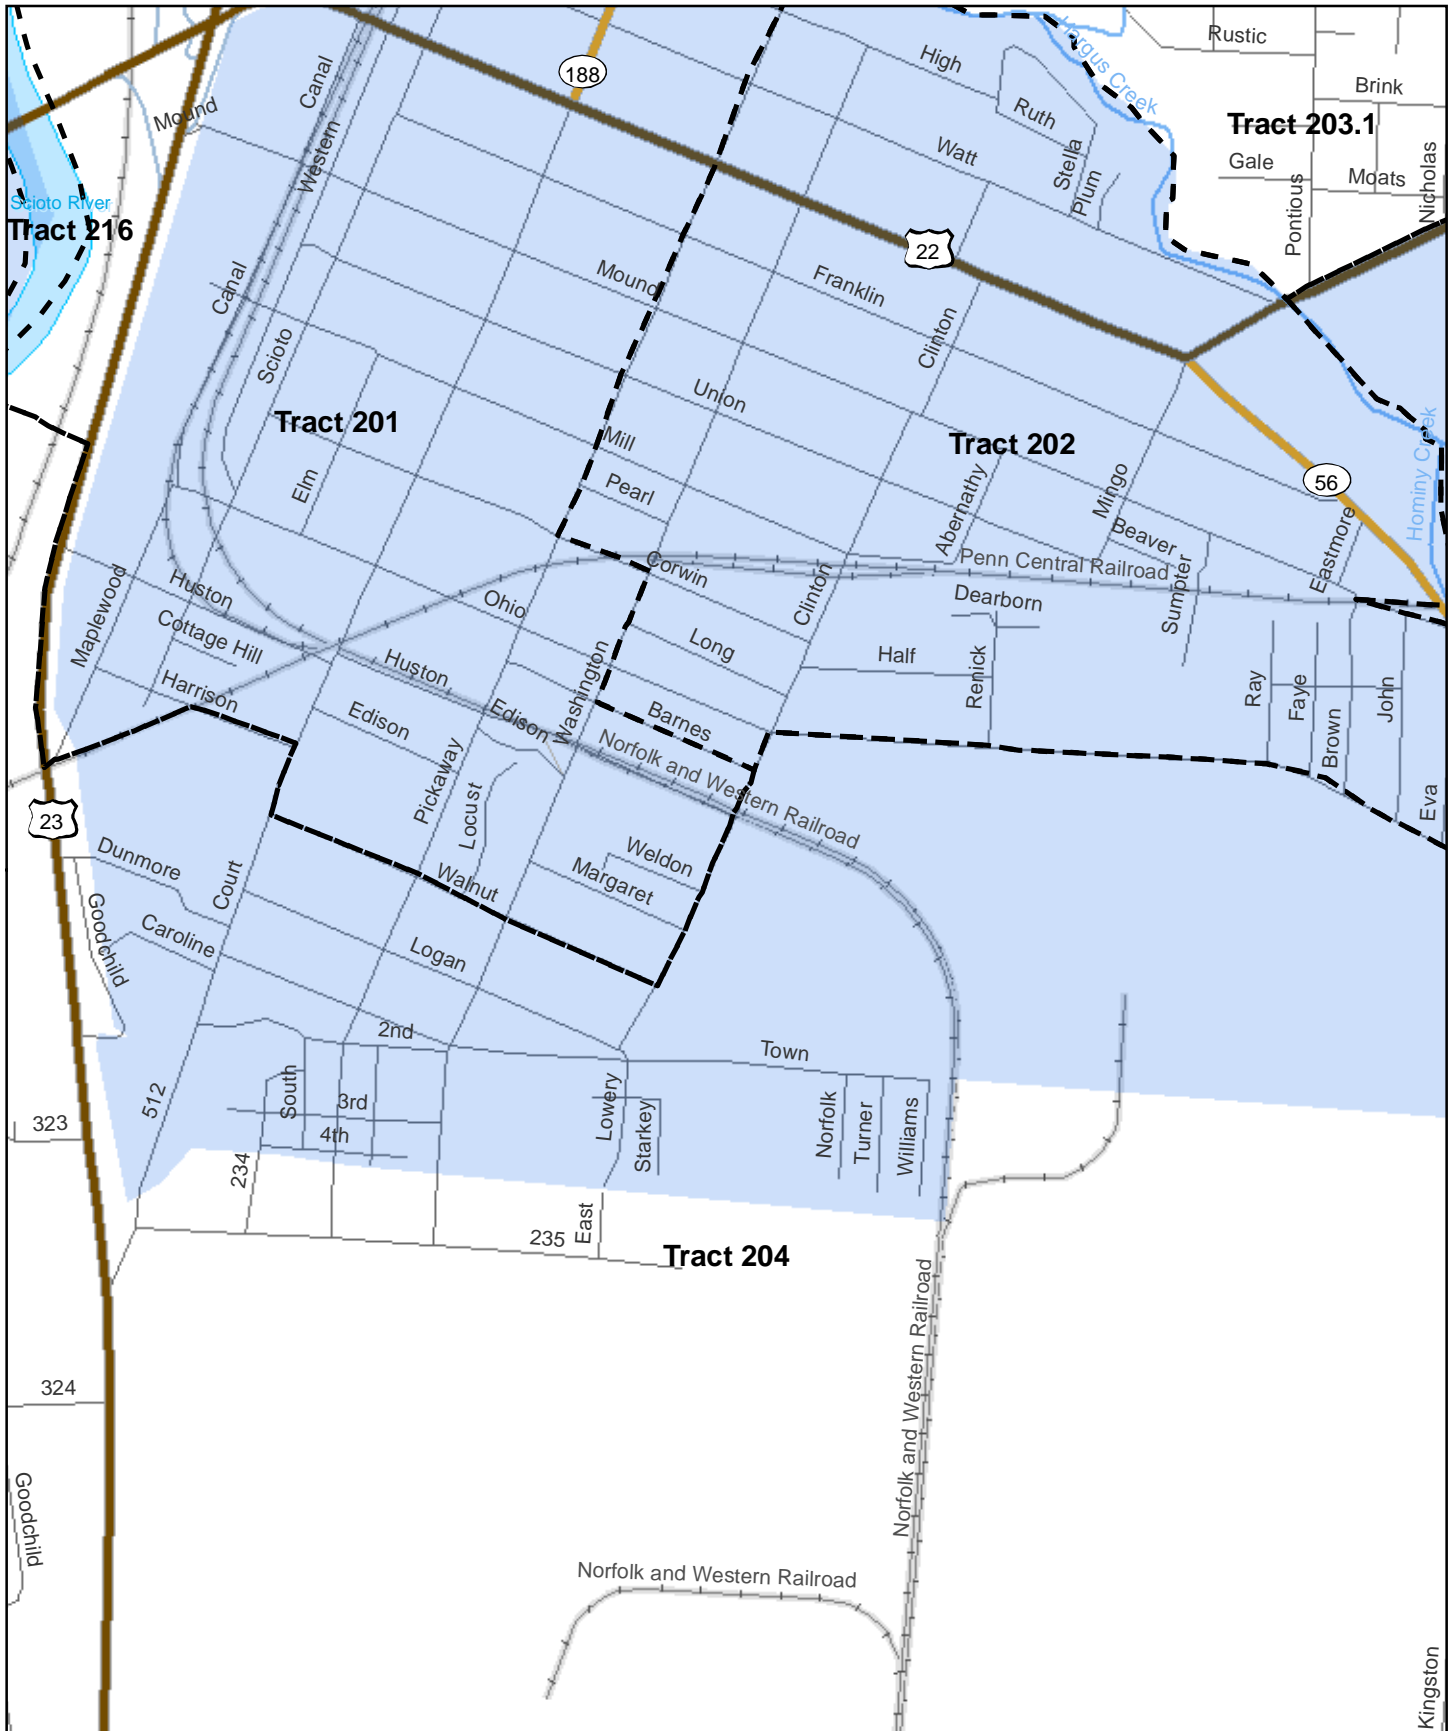 Rustic
High
Hargus Creek
188
Canal
Brink
Mound
Ruth
Tract 203.1
Western
Watt
Gale
Stella
Plum
Moats
Nicholas
Scioto River
Tract 216
Pontious
22
Canal
Mound
Franklin
Clinton
Scioto
Union
Tract 201
Mill
Tract 202
Hominy Creek
Elm
Pearl
Abernathy
Mingo
56
Beaver
Eastmore
Penn Central Railroad
Corwin
Sumpter
Maplewood
Huston
Ohio
Clinton
Dearborn
Cottage Hill
Long
Half
Huston
Washington
Renick
Harrison
Ray
Faye
John
Edison
Edison
Barnes
Brown
Norfolk and Western Railroad
Pickaway
Locust
Eva
23
Dunmore
Weldon
Court
Walnut
Margaret
Goodchild
Caroline
Logan
2nd
Town
South
512
3rd
4th
Lowery
Starkey
Norfolk
Turner
Williams
323
234
235
East
Tract 204
Norfolk and Western Railroad
324
Goodchild
Norfolk and Western Railroad
Kingston